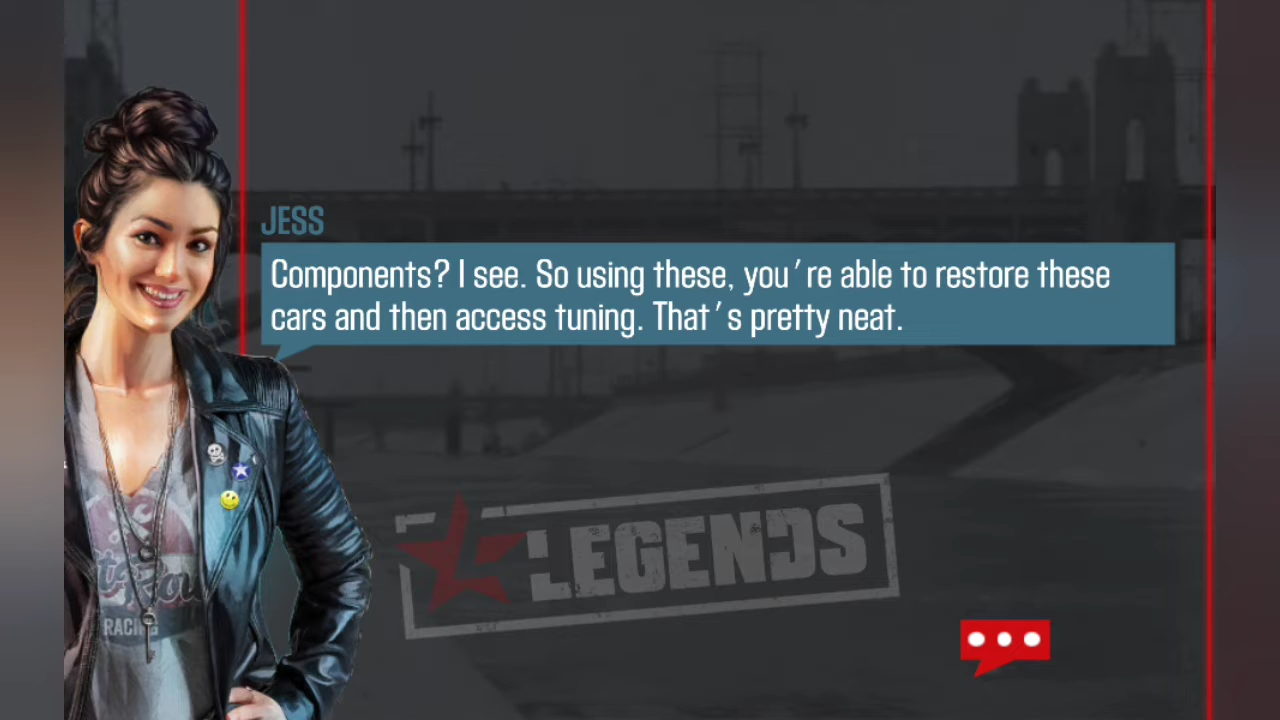 JESS
Components? I see. So using these, you're able to restore these
cars and then access tuning. That's pretty neat.
LEGENDS
RACING